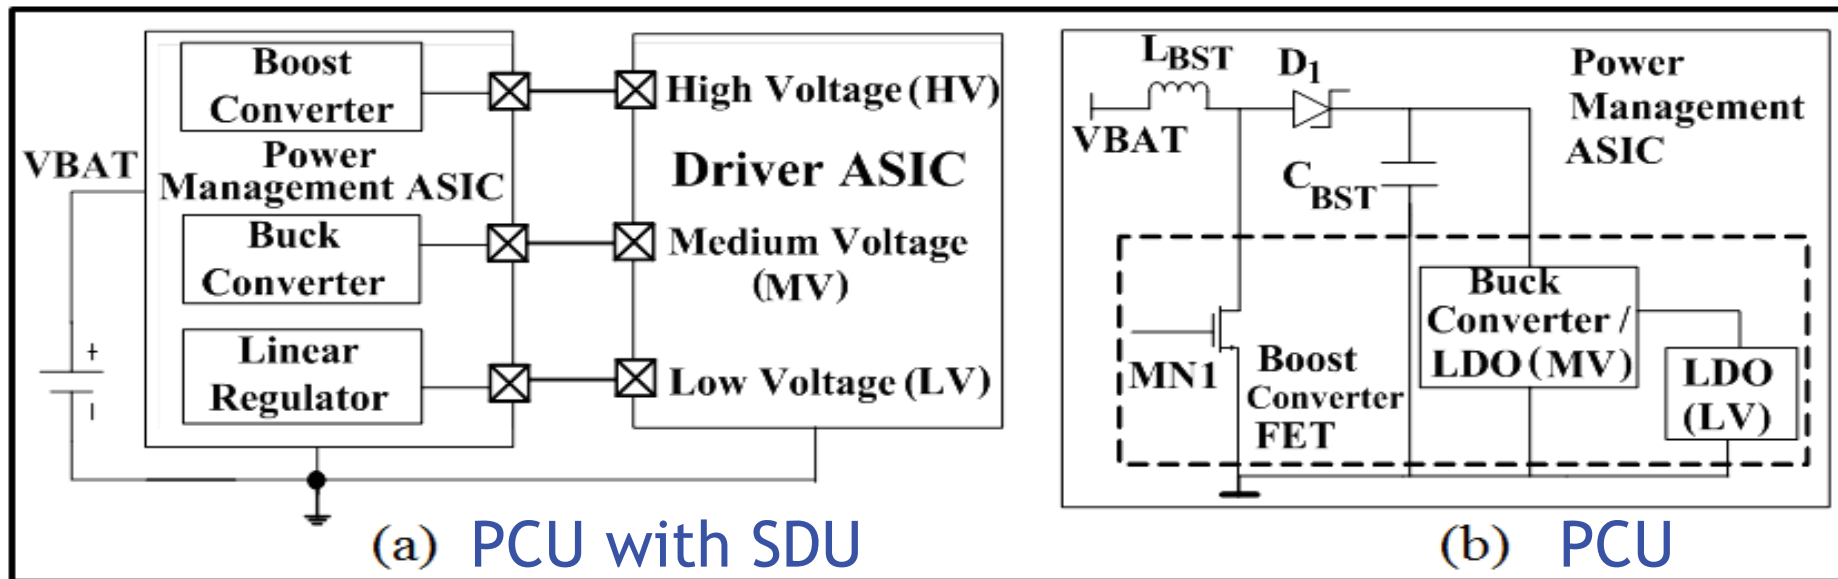 Boost
Converter
Power
Management ASIC
VBAT
Buck
Converter
+
Linear
Regulator
High Voltage (HV)
Driver ASIC
Medium Voltage
(MV)
Low Voltage (LV)
(a) PCU with SDU
LBST
D1
Power
Management
ASIC
VBAT
CBST
MN1
Boost
Converter
FET
Buck
Converter /
LDO (MV)
LDO
(LV)
(b) PCU